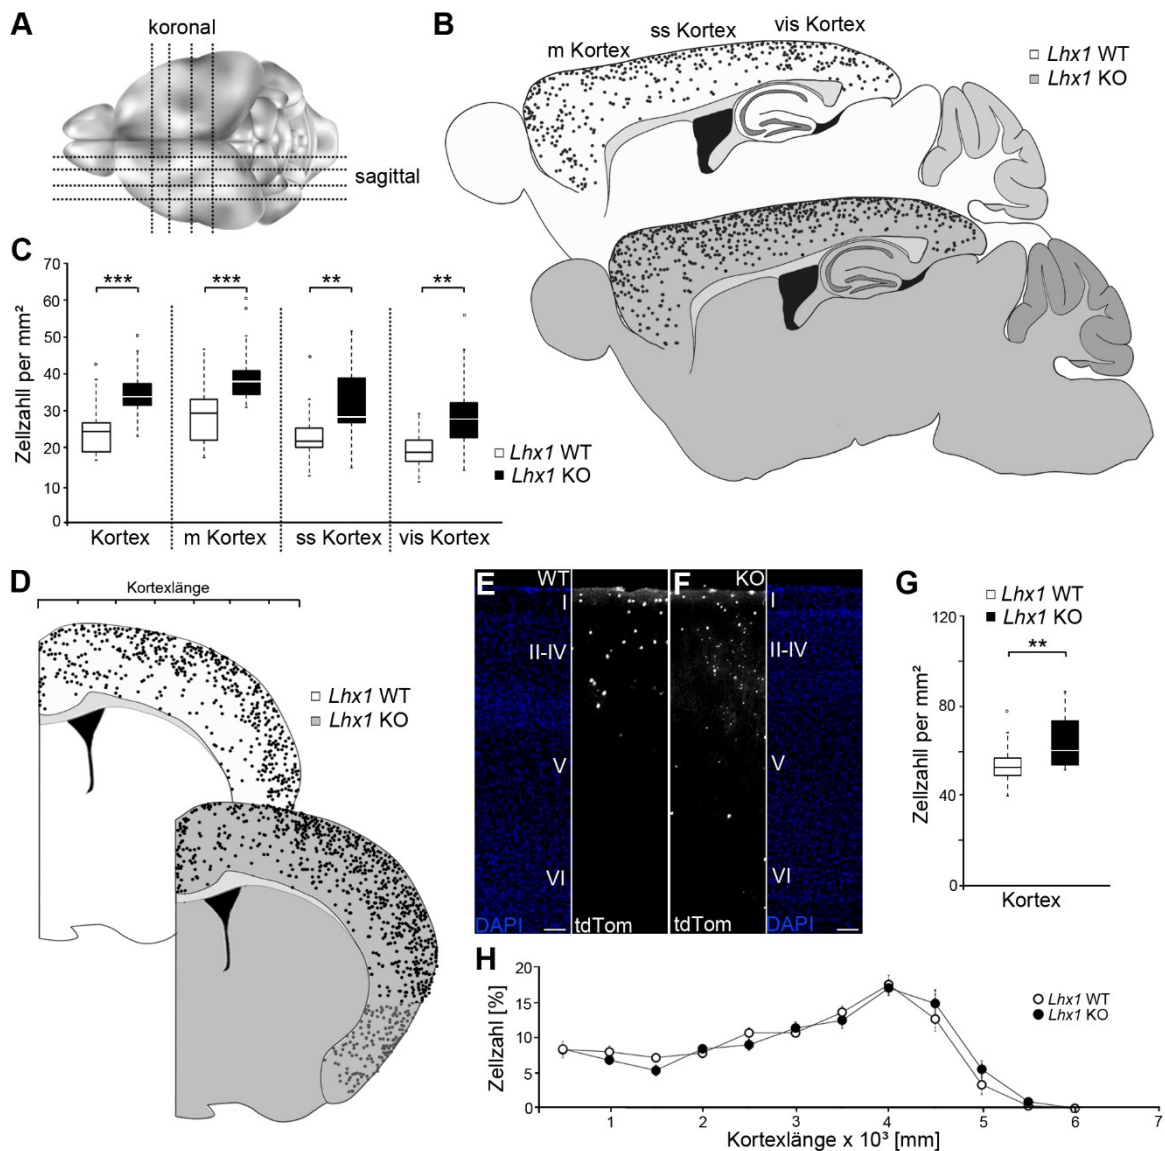 A
koronal
sagittal
B
m Kortex
ss Kortex
vis Kortex
Lhx1 WT
Lhx1 KO
C
70
60
50
40
30
20
10
0
Zellzahll per mm²
***
***
**
**
Lhx1 WT
Lhx1 KO
Kortex
m Kortex
ss Kortex
vis Kortex
D
Kortexlänge
Lhx1 WT
Lhx1 KO
E
WT
F
KO
I
II-IV
V
VI
I
II-IV
V
VI
DAPI
tdTom
tdTom
DAPI
G
Lhx1 WT
Lhx1 KO
**
120
80
40
0
Zellzahll per mm²
Kortex
H
20
15
10
5
0
Zellzahl [%]
Lhx1 WT
Lhx1 KO
1 2 3 4 5 6 7
Kortexlänge x 10³ [mm]